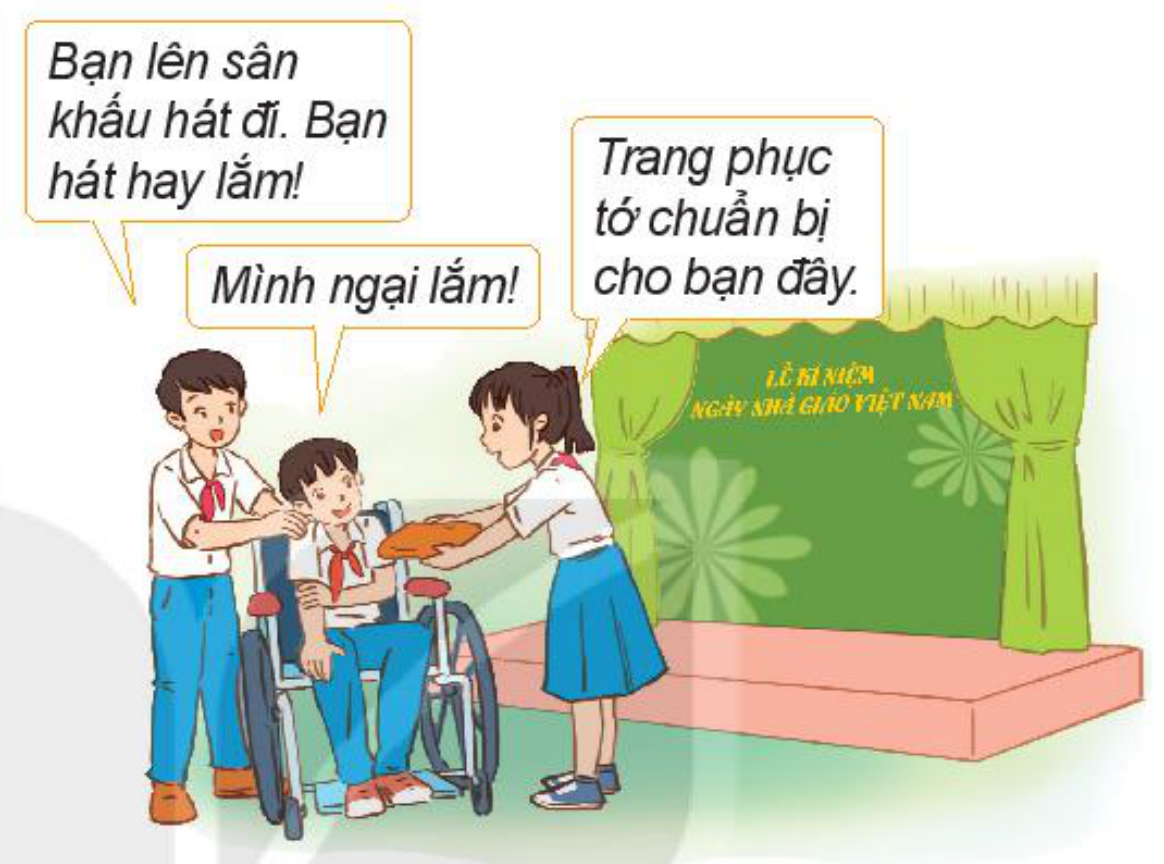 Bạn lên sân
khấu hát đi. Bạn
hát hay lắm!
Mình ngại lắm!
Trang phục
tớ chuẩn bị
cho bạn đây.
LỄ KỈ NIỆM
NGÀY NHÀ GIÁO VIỆT NAM